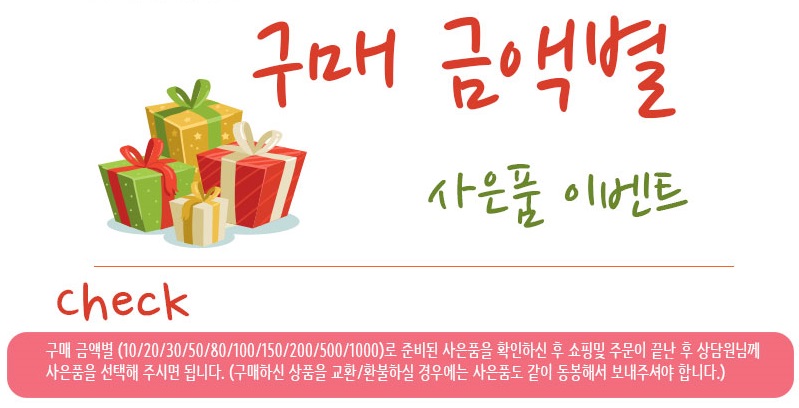 구매 금액별
사은품 이벤트
check
구매 금액별 (10/20/30/50/80/100/150/200/500/1000)로 준비된 사은품을 확인하신 후 쇼핑및 주문이 끝난 후 상담원님께
사은품을 선택해 주시면 됩니다. (구매하신 상품을 교환/환불하실 경우에는 사은품도 같이 동봉해서 보내주셔야 합니다.)